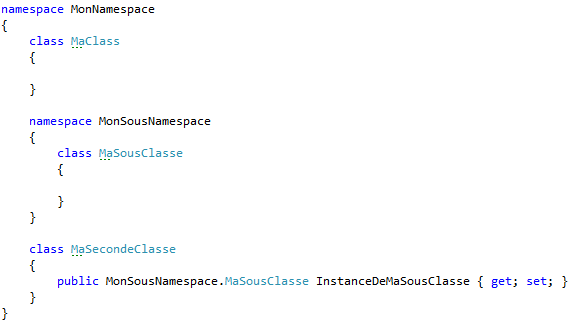 namespace MonNamespace
{
    class MaClass
    {

    }

    namespace MonSousNamespace
    {
        class MaSousClasse
        {

        }
    }

    class MaSecondeClasse
    {
        public MonSousNamespace.MaSousClasse InstanceDeMaSousClasse { get; set; }
    }
}